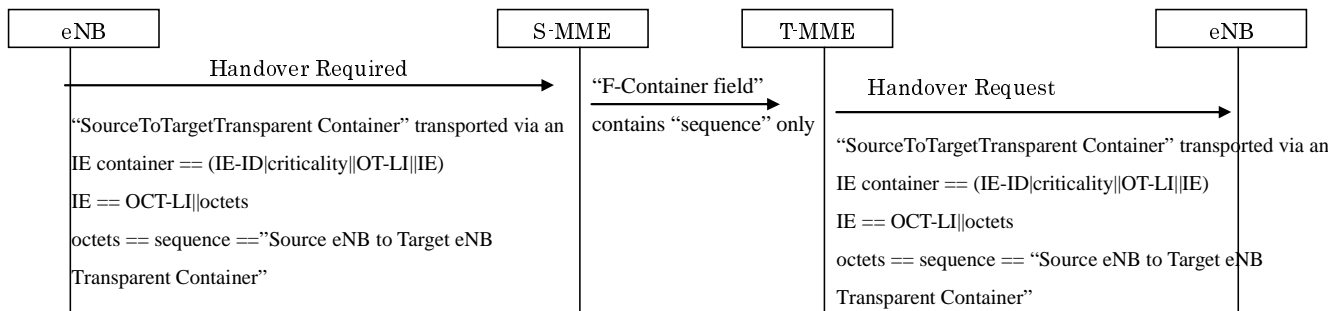 eNB
S-MME
T-MME
eNB
Handover Required
“SourceToTargetTransparent Container” transported via an
IE container == (IE-ID|criticality||OT-LI||IE)
IE == OCT-LI||octets
octets == sequence ==”Source eNB to Target eNB
Transparent Container”
“F-Container field”
contains “sequence” only
Handover Request
“SourceToTargetTransparent Container” transported via an
IE container == (IE-ID|criticality||OT-LI||IE)
IE == OCT-LI||octets
octets == sequence == “Source eNB to Target eNB
Transparent Container”